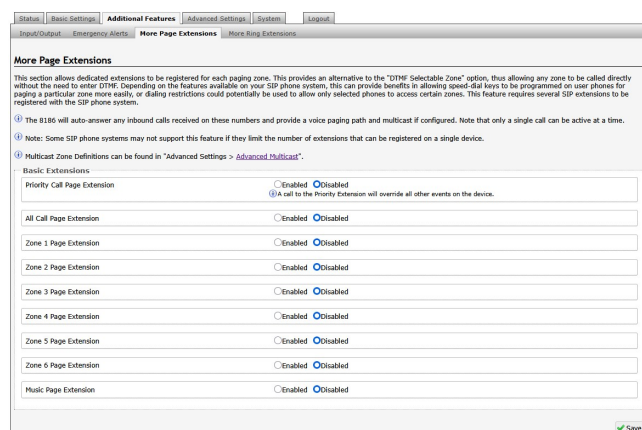 Status Basic Settings Additional Features Advanced Settings System Logout
Input/Output Emergency Alerts More Page Extensions More Ring Extensions
More Page Extensions
This section allows dedicated extensions to be registered for each paging zone. This provides an alternative to the "DTMF Selectable Zone" option, thus allowing any zone to be called directly
without the need to enter DTMF. Depending on the features available on your SIP phone system, this can provide benefits in allowing speed-dial keys to be programmed on user phones for
paging a particular zone more easily, or dialing restrictions could potentially be used to allow only selected phones to access certain zones. This feature requires several SIP extensions to be
registered with the SIP phone system.
The 8186 will auto-answer any inbound calls received on these numbers and provide a voice paging path and multicast if configured. Note that only a single call can be active at a time.
Note: Some SIP phone systems may not support this feature if they limit the number of extensions that can be registered on a single device.
Multicast Zone Definitions can be found in "Advanced Settings > Advanced Multicast".
Basic Extensions
Priority Call Page Extension Enabled Disabled
A call to the Priority Extension will override all other events on the device.
All Call Page Extension Enabled Disabled
Zone 1 Page Extension Enabled Disabled
Zone 2 Page Extension Enabled Disabled
Zone 3 Page Extension Enabled Disabled
Zone 4 Page Extension Enabled Disabled
Zone 5 Page Extension Enabled Disabled
Zone 6 Page Extension Enabled Disabled
Music Page Extension Enabled Disabled
Save